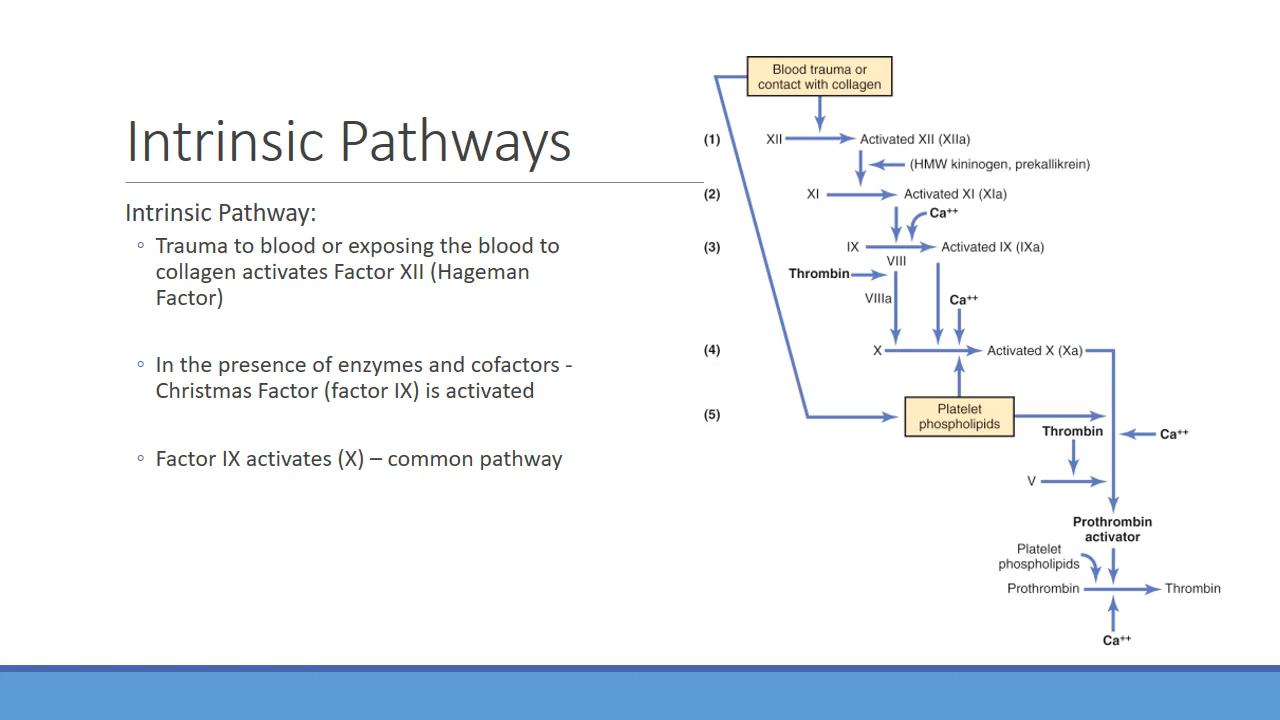 Intrinsic Pathways
Intrinsic Pathway:
◦ Trauma to blood or exposing the blood to
collagen activates Factor XII (Hageman
Factor)
◦ In the presence of enzymes and cofactors -
Christmas Factor (factor IX) is activated
◦ Factor IX activates (X) – common pathway
Blood trauma or
contact with collagen
(1)
XII
Activated XII (XIIa)
(HMW kininogen, prekallikrein)
(2)
XI
Activated XI (XIa)
Ca++
(3)
IX
Activated IX (IXa)
VIII
Thrombin
VIIIa
Ca++
(4)
X
Activated X (Xa)
(5)
Platelet
phospholipids
Thrombin
Ca++
V
Prothrombin
activator
Platelet
phospholipids
Prothrombin
Thrombin
Ca++